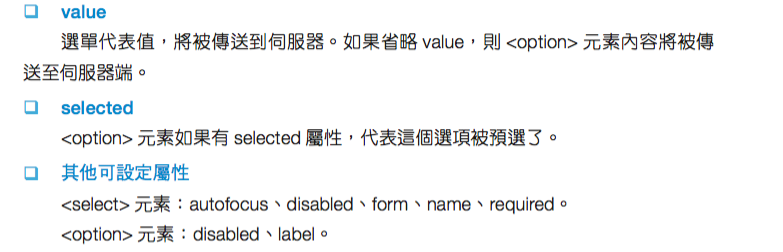 ❑ value
選單代表值，將被傳送到伺服器。如果省略 value，則 <option> 元素內容將被傳
送至伺服器端。
❑ selected
<option> 元素如果有 selected 屬性，代表這個選項被預選了。
❑ 其他可設定屬性
<select> 元素：autofocus、disabled、form、name、required。
<option> 元素：disabled、label。